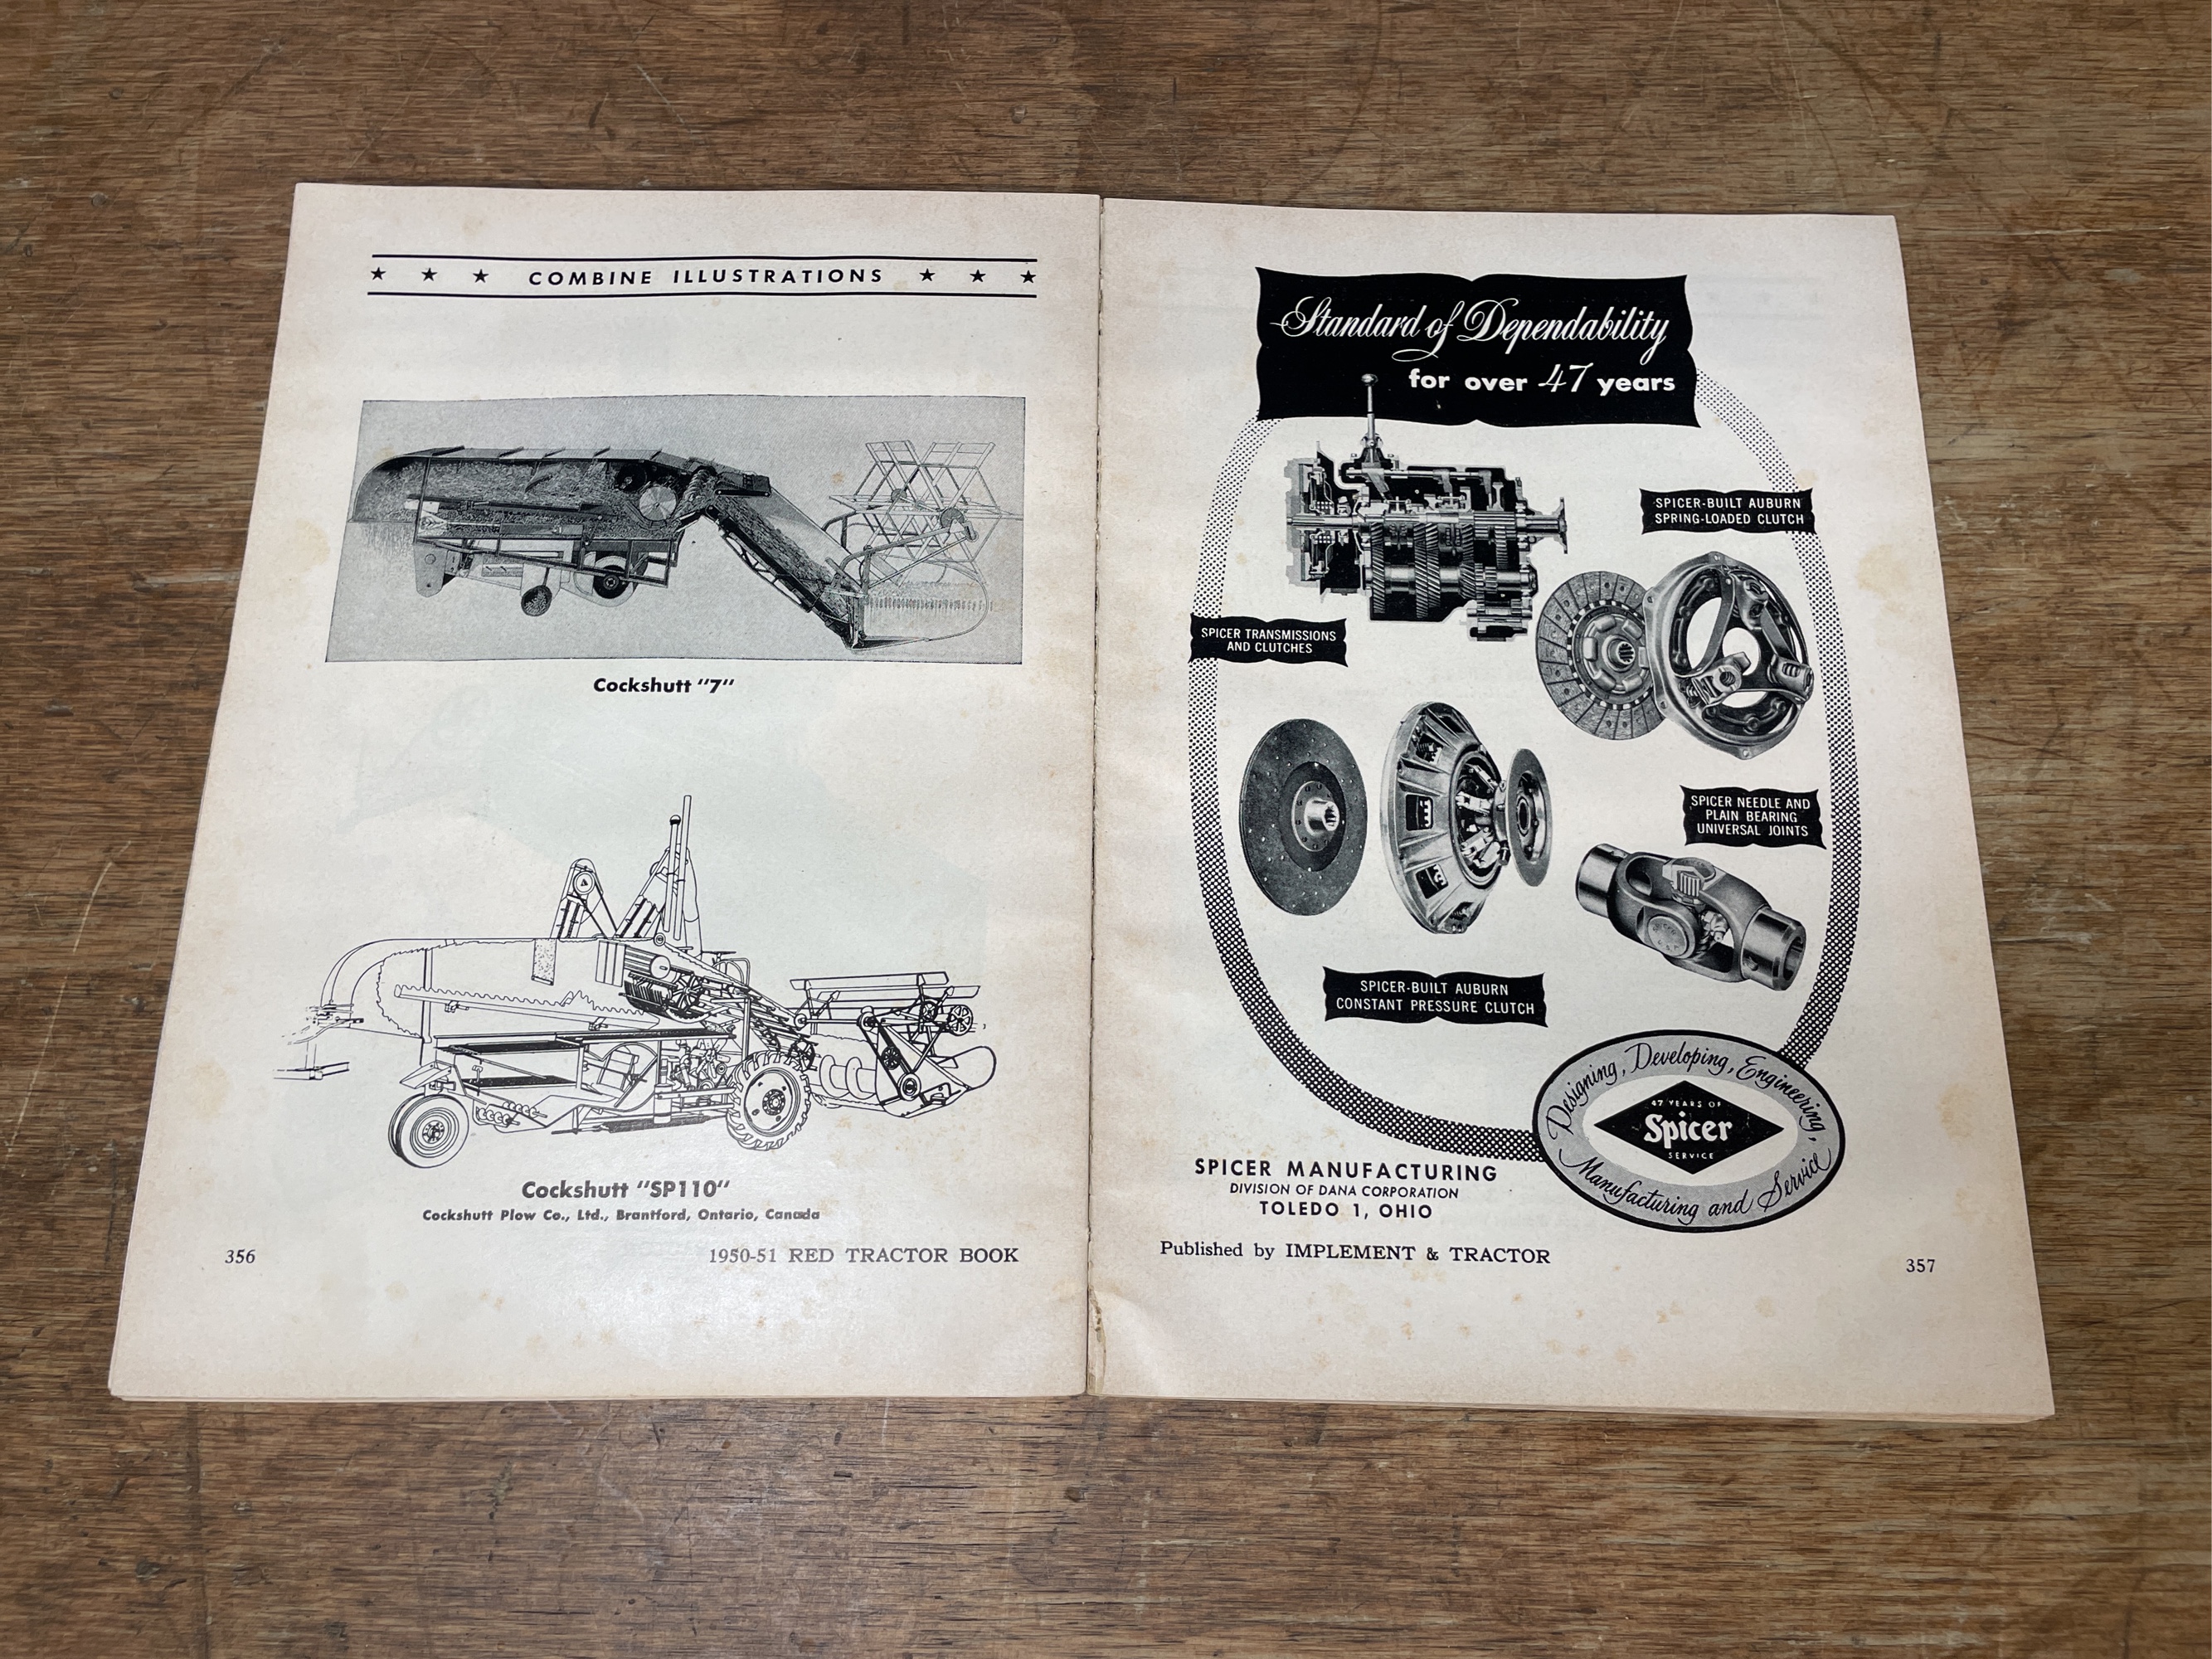 ★ ★ ★ COMBINE ILLUSTRATIONS ★ ★ ★
Cockshutt "7"
Cockshutt "SP110"
Cockshutt Plow Co., Ltd., Brantford, Ontario, Canada
356
1950-51 RED TRACTOR BOOK
Standard of Dependability
for over 47 years
SPICER-BUILT AUBURN
SPRING-LOADED CLUTCH
SPICER TRANSMISSIONS
AND CLUTCHES
SPICER NEEDLE AND
PLAIN BEARING
UNIVERSAL JOINTS
SPICER-BUILT AUBURN
CONSTANT PRESSURE CLUTCH
Designing, Developing, Engineering,
47 YEARS OF
Spicer
SERVICE
Manufacturing and Service
SPICER MANUFACTURING
DIVISION OF DANA CORPORATION
TOLEDO 1, OHIO
Published by IMPLEMENT & TRACTOR
357